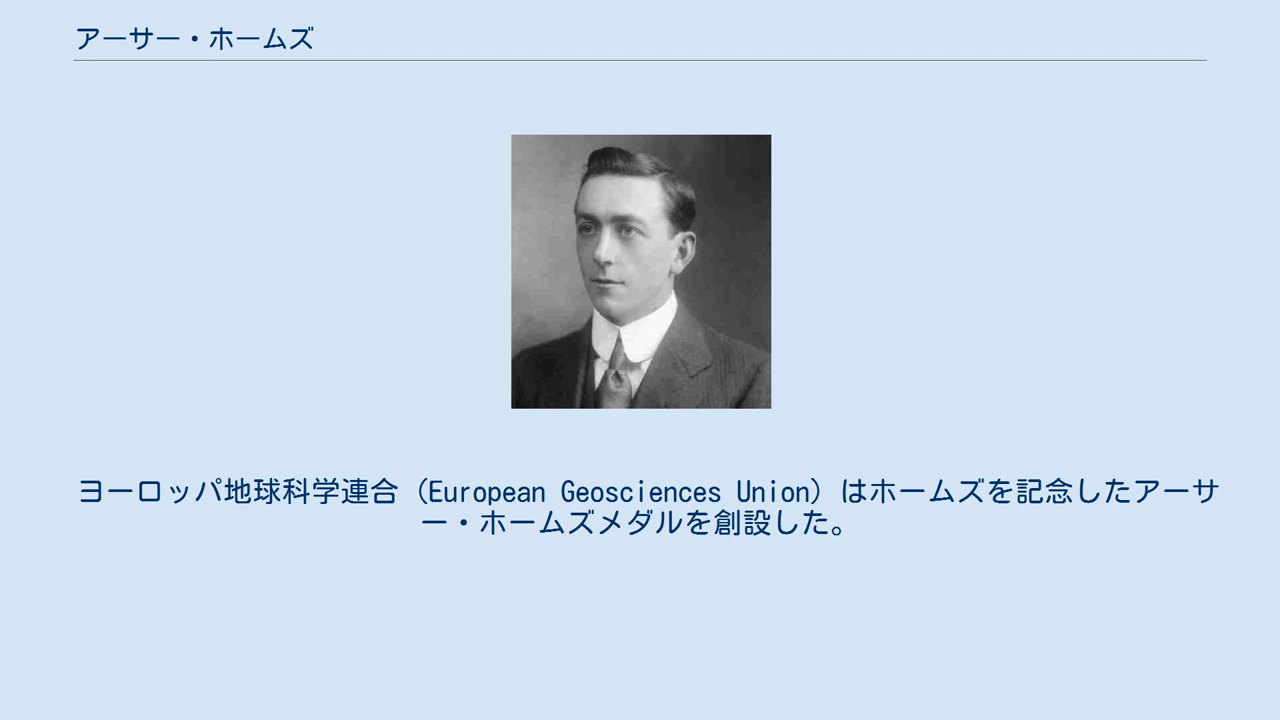 アーサー・ホームズ
ヨーロッパ地球科学連合（European Geosciences Union）はホームズを記念したアーサ
ー・ホームズメダルを創設した。